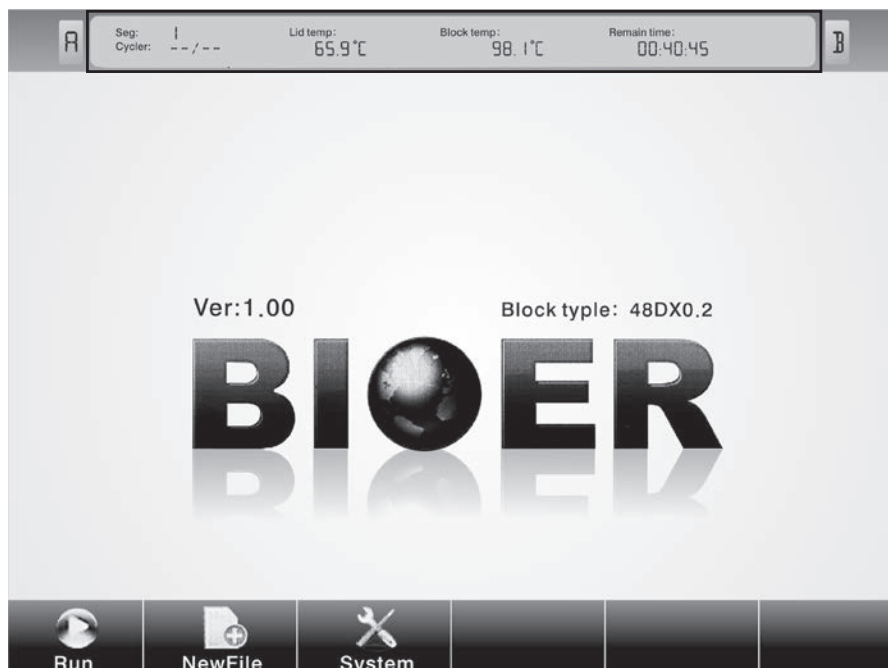 A
Seg: 1
Cycler: --/--
Lid temp: 65.9℃
Block temp: 98.1℃
Remain time: 00:40:45
B
Ver:1.00
Block typle: 48DX0.2
BIOER
Run
NewFile
System